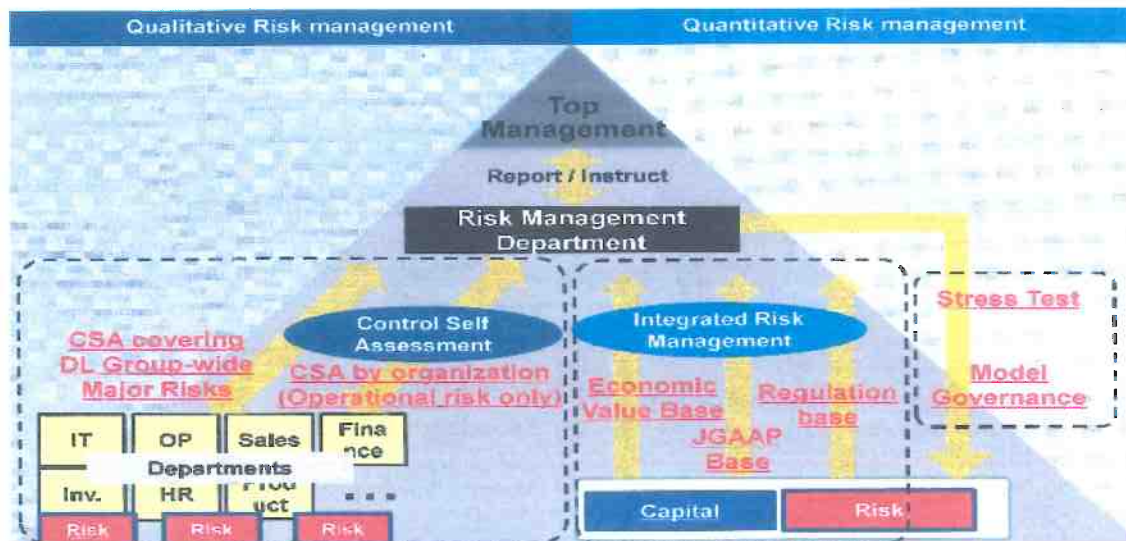 Qualitative Risk management
Quantitative Risk management
Top
Management
Report / Instruct
Risk Management
Department
CSA covering
DL Group-wide
Major Risks
Control Self
Assessment
CSA by organization
(Operational risk only)
IT
OP
Sales
Fina
nce
Departments
Inv.
HR
Prod
uct
...
Risk
Risk
Risk
Integrated Risk
Management
Economic
Value Base
JGAAP
Base
Regulation
base
Capital
Risk
Stress Test
Model
Governance